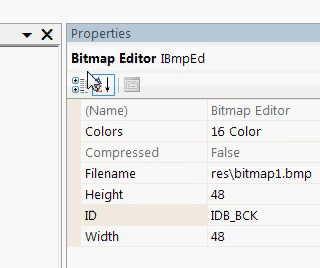 Properties
Bitmap Editor IBmpEd
(Name) Bitmap Editor
Colors 16 Color
Compressed False
Filename res\bitmap1.bmp
Height 48
ID IDB_BCK
Width 48